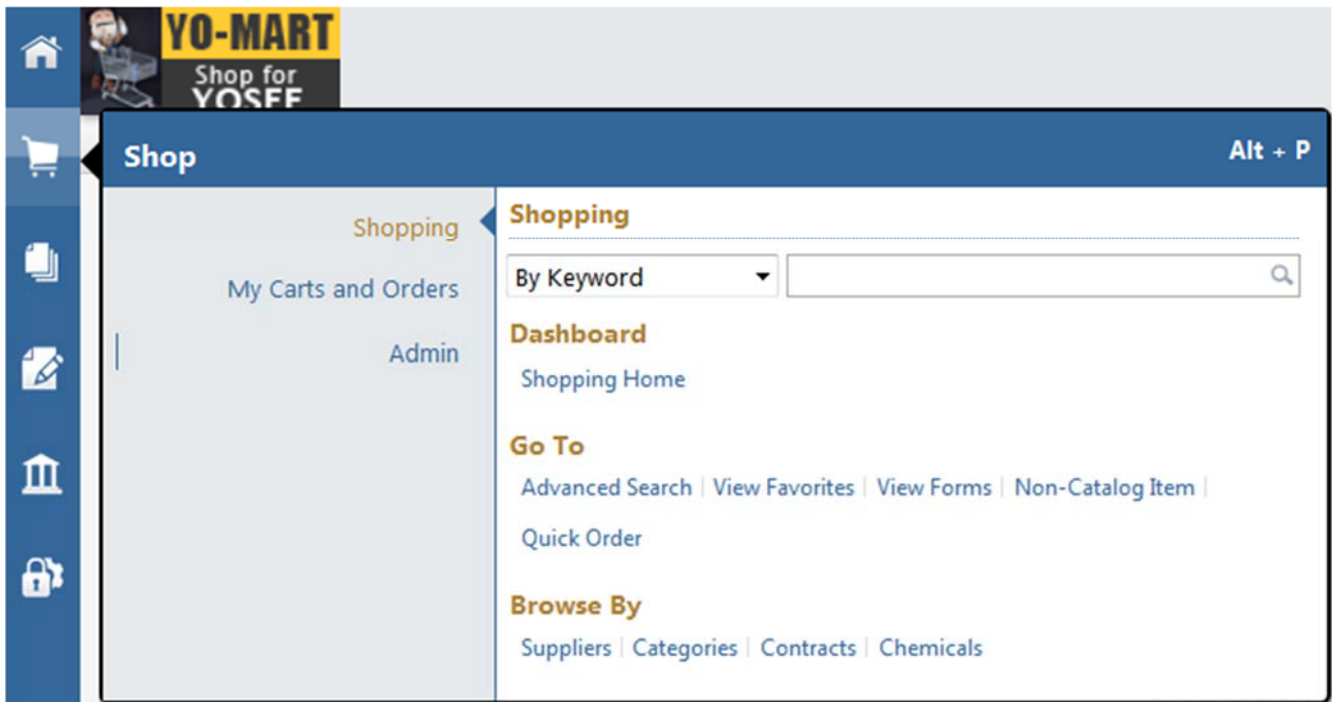 YO-MART
Shop for
YOSEE
Shop
Alt + P
Shopping
My Carts and Orders
Admin
Shopping
By Keyword
Dashboard
Shopping Home
Go To
Advanced Search | View Favorites | View Forms | Non-Catalog Item |
Quick Order
Browse By
Suppliers | Categories | Contracts | Chemicals